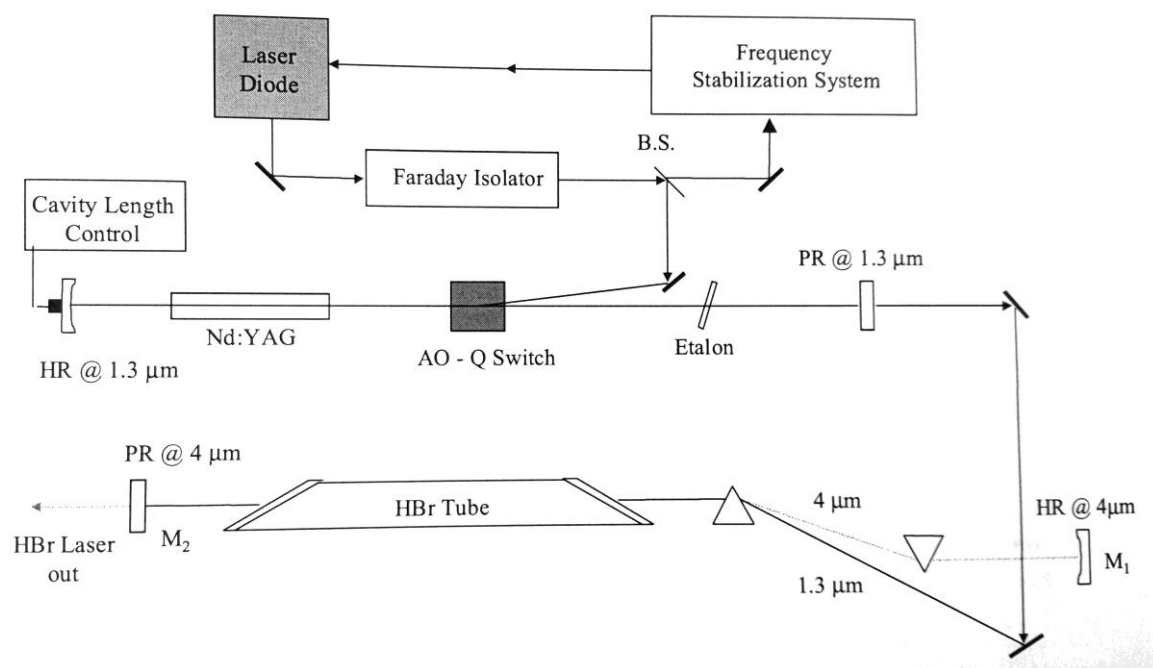 Laser
Diode
Frequency
Stabilization System
B.S.
Faraday Isolator
Cavity Length
Control
PR @ 1.3 μm
Nd:YAG
AO - Q Switch
Etalon
HR @ 1.3 μm
PR @ 4 μm
HBr Tube
4 μm
HR @ 4μm
M2
M1
HBr Laser
out
1.3 μm